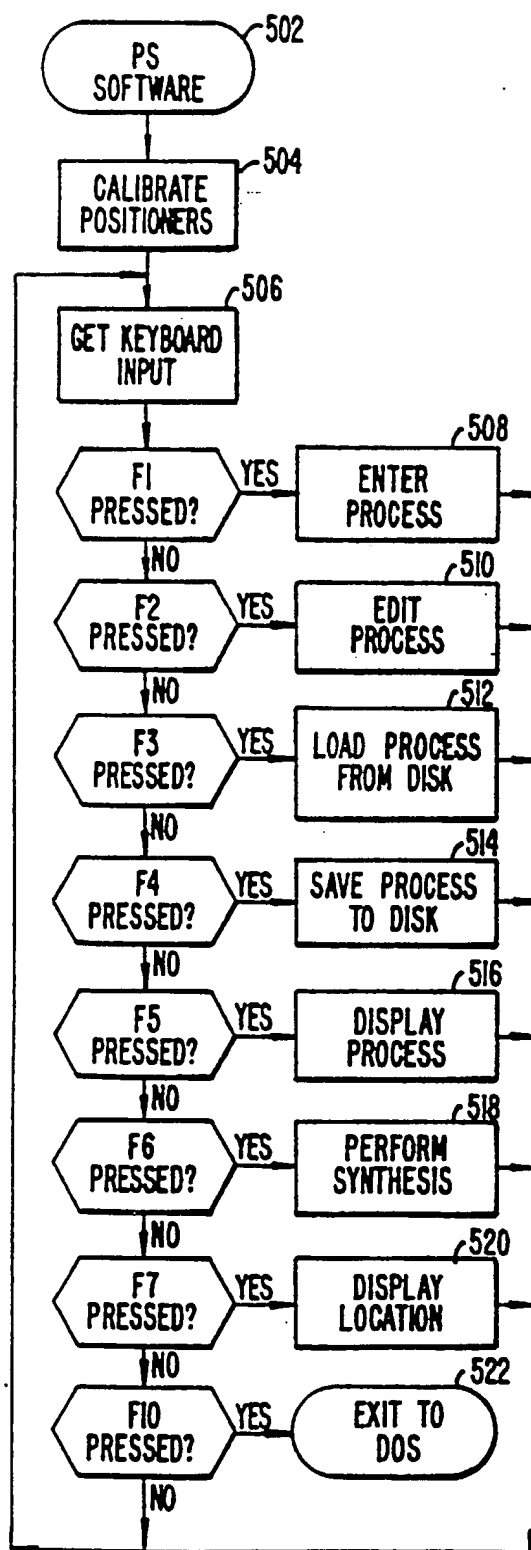 502
PS
SOFTWARE
504
CALIBRATE
POSITIONERS
506
GET KEYBOARD
INPUT
F1
PRESSED?
YES
508
ENTER
PROCESS
NO
F2
PRESSED?
YES
510
EDIT
PROCESS
NO
F3
PRESSED?
YES
512
LOAD PROCESS
FROM DISK
NO
F4
PRESSED?
YES
514
SAVE PROCESS
TO DISK
NO
F5
PRESSED?
YES
516
DISPLAY
PROCESS
NO
F6
PRESSED?
YES
518
PERFORM
SYNTHESIS
NO
F7
PRESSED?
YES
520
DISPLAY
LOCATION
NO
F10
PRESSED?
YES
522
EXIT TO
DOS
NO